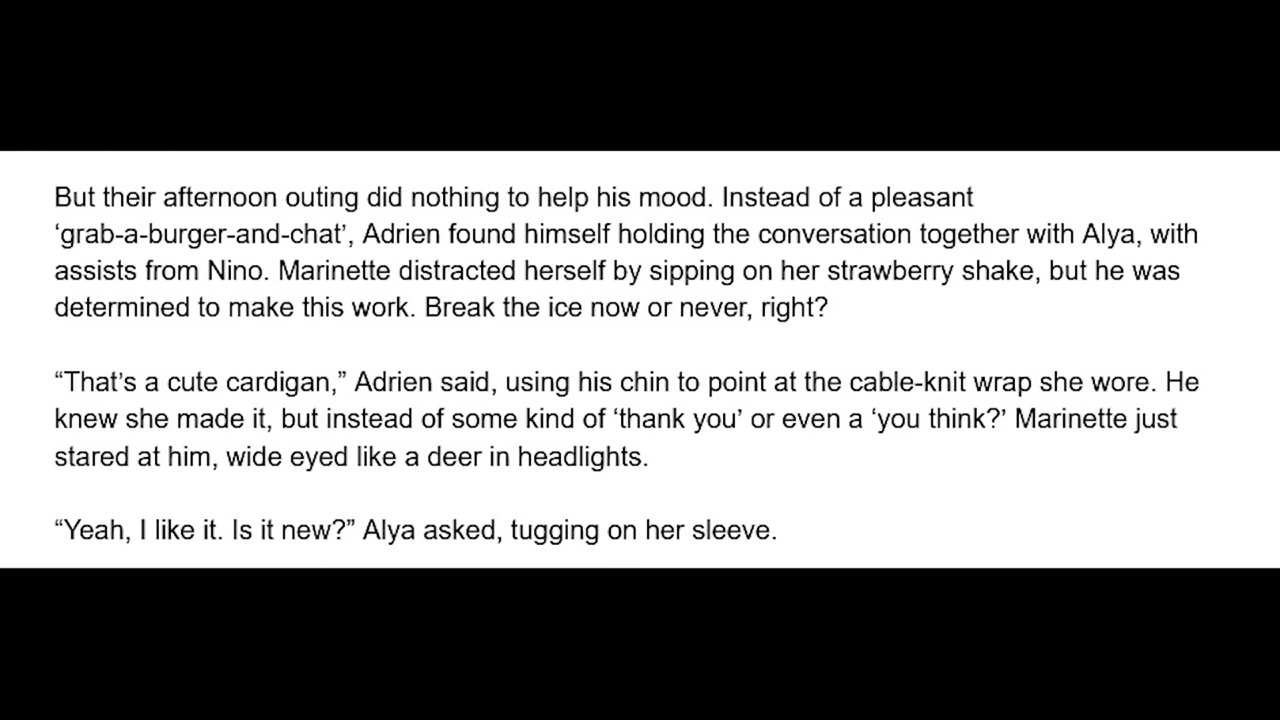 But their afternoon outing did nothing to help his mood. Instead of a pleasant
‘grab-a-burger-and-chat’, Adrien found himself holding the conversation together with Alya, with
assists from Nino. Marinette distracted herself by sipping on her strawberry shake, but he was
determined to make this work. Break the ice now or never, right?
“That’s a cute cardigan,” Adrien said, using his chin to point at the cable-knit wrap she wore. He
knew she made it, but instead of some kind of ‘thank you’ or even a ‘you think?’ Marinette just
stared at him, wide eyed like a deer in headlights.
“Yeah, I like it. Is it new?” Alya asked, tugging on her sleeve.